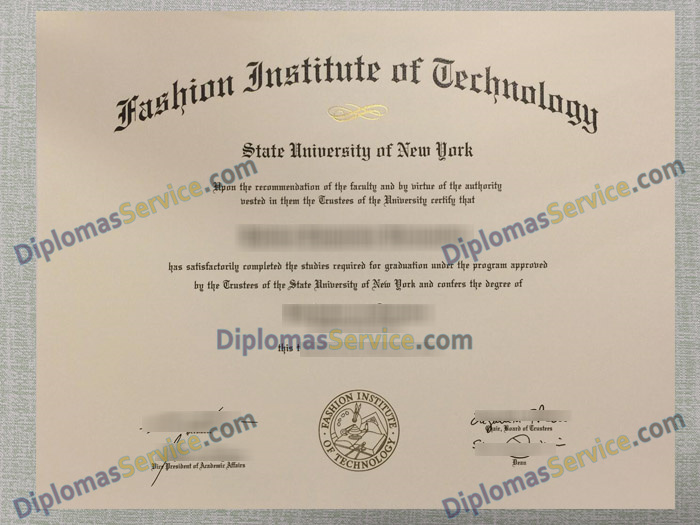 Fashion Institute of Technology
State University of New York
Upon the recommendation of the faculty and by virtue of the authority
vested in them the Trustees of the University certify that
has satisfactorily completed the studies required for graduation under the program approved
by the Trustees of the State University of New York and confers the degree of
this
FASHION INSTITUTE
OF TECHNOLOGY
Vice President of Academic Affairs
Chair, Board of Trustees
Dean
DiplomasService.com
DiplomasService.com
DiplomasService.com
DiplomasService.com
DiplomasService.com